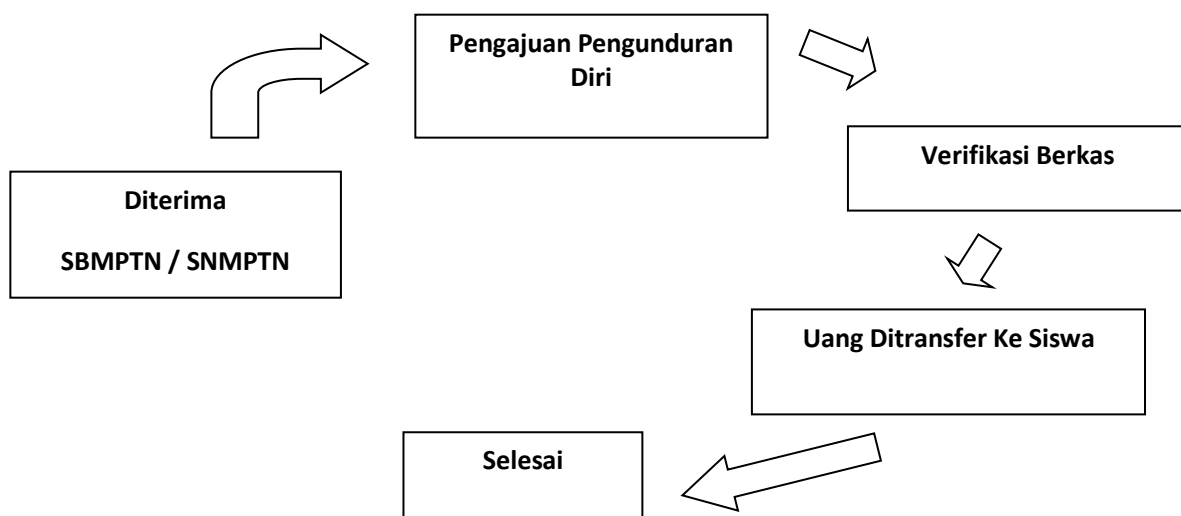 Diterima
SBMPTN / SNMPTN
Pengajuan Pengunduran
Diri
Verifikasi Berkas
Uang Ditransfer Ke Siswa
Selesai